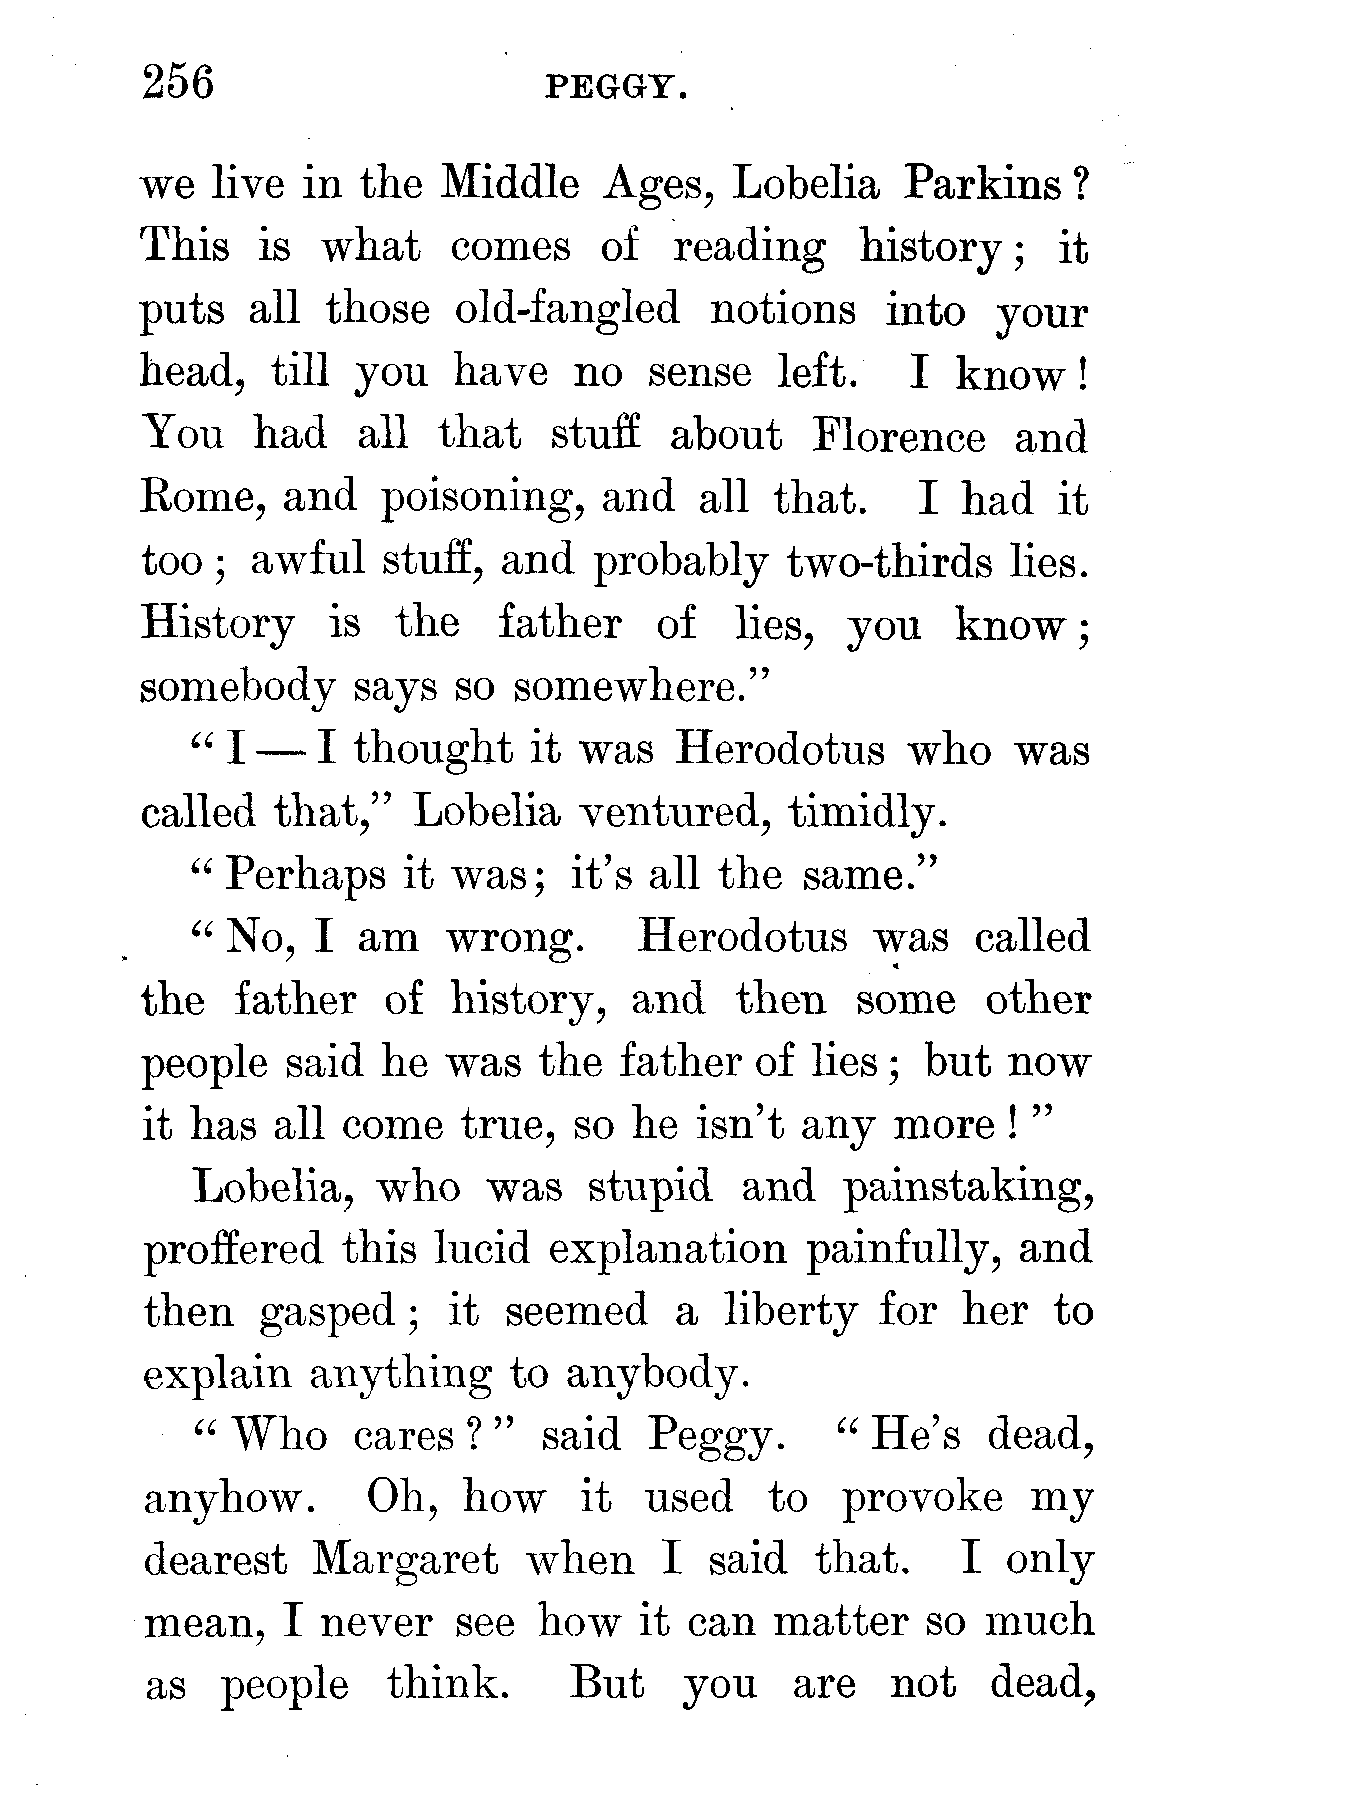 256 PEGGY.
we live in the Middle Ages, Lobelia Parkins?
This is what comes of reading history; it
puts all those old-fangled notions into your
head, till you have no sense left. I know!
You had all that stuff about Florence and
Rome, and poisoning, and all that. I had it
too; awful stuff, and probably two-thirds lies.
History is the father of lies, you know;
somebody says so somewhere."
"I — I thought it was Herodotus who was
called that," Lobelia ventured, timidly.
"Perhaps it was; it's all the same."
"No, I am wrong. Herodotus was called
the father of history, and then some other
people said he was the father of lies; but now
it has all come true, so he isn't any more!"
Lobelia, who was stupid and painstaking,
proffered this lucid explanation painfully, and
then gasped; it seemed a liberty for her to
explain anything to anybody.
"Who cares?" said Peggy. "He's dead,
anyhow. Oh, how it used to provoke my
dearest Margaret when I said that. I only
mean, I never see how it can matter so much
as people think. But you are not dead,